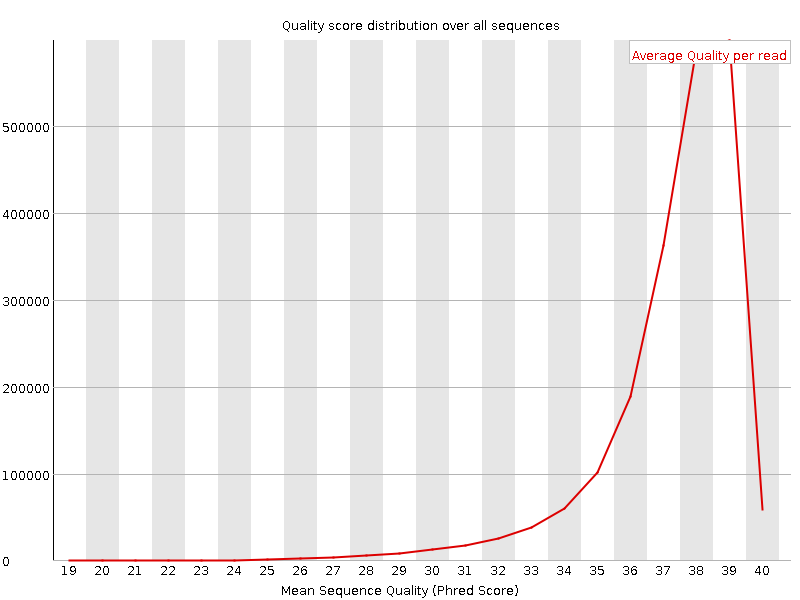 Quality score distribution over all sequences
Average Quality per read
500000
400000
300000
200000
100000
0
19 20 21 22 23 24 25 26 27 28 29 30 31 32 33 34 35 36 37 38 39 40
Mean Sequence Quality (Phred Score)